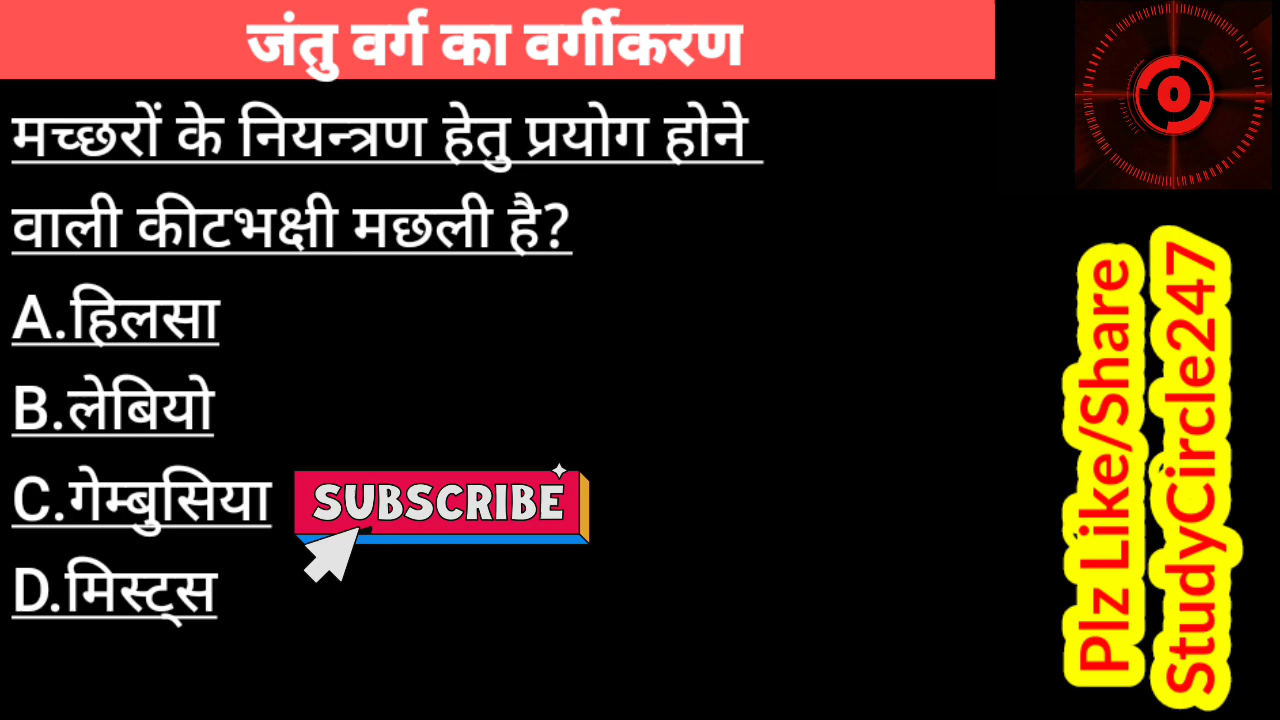 जंतु वर्ग का वर्गीकरण
मच्छरों के नियन्त्रण हेतु प्रयोग होने
वाली कीटभक्षी मछली है?
A.हिलसा
B.लेबियो
C.गेम्बुसिया
SUBSCRIBE
D.मिस्ट्स
Plz Like/Share
StudyCircle247